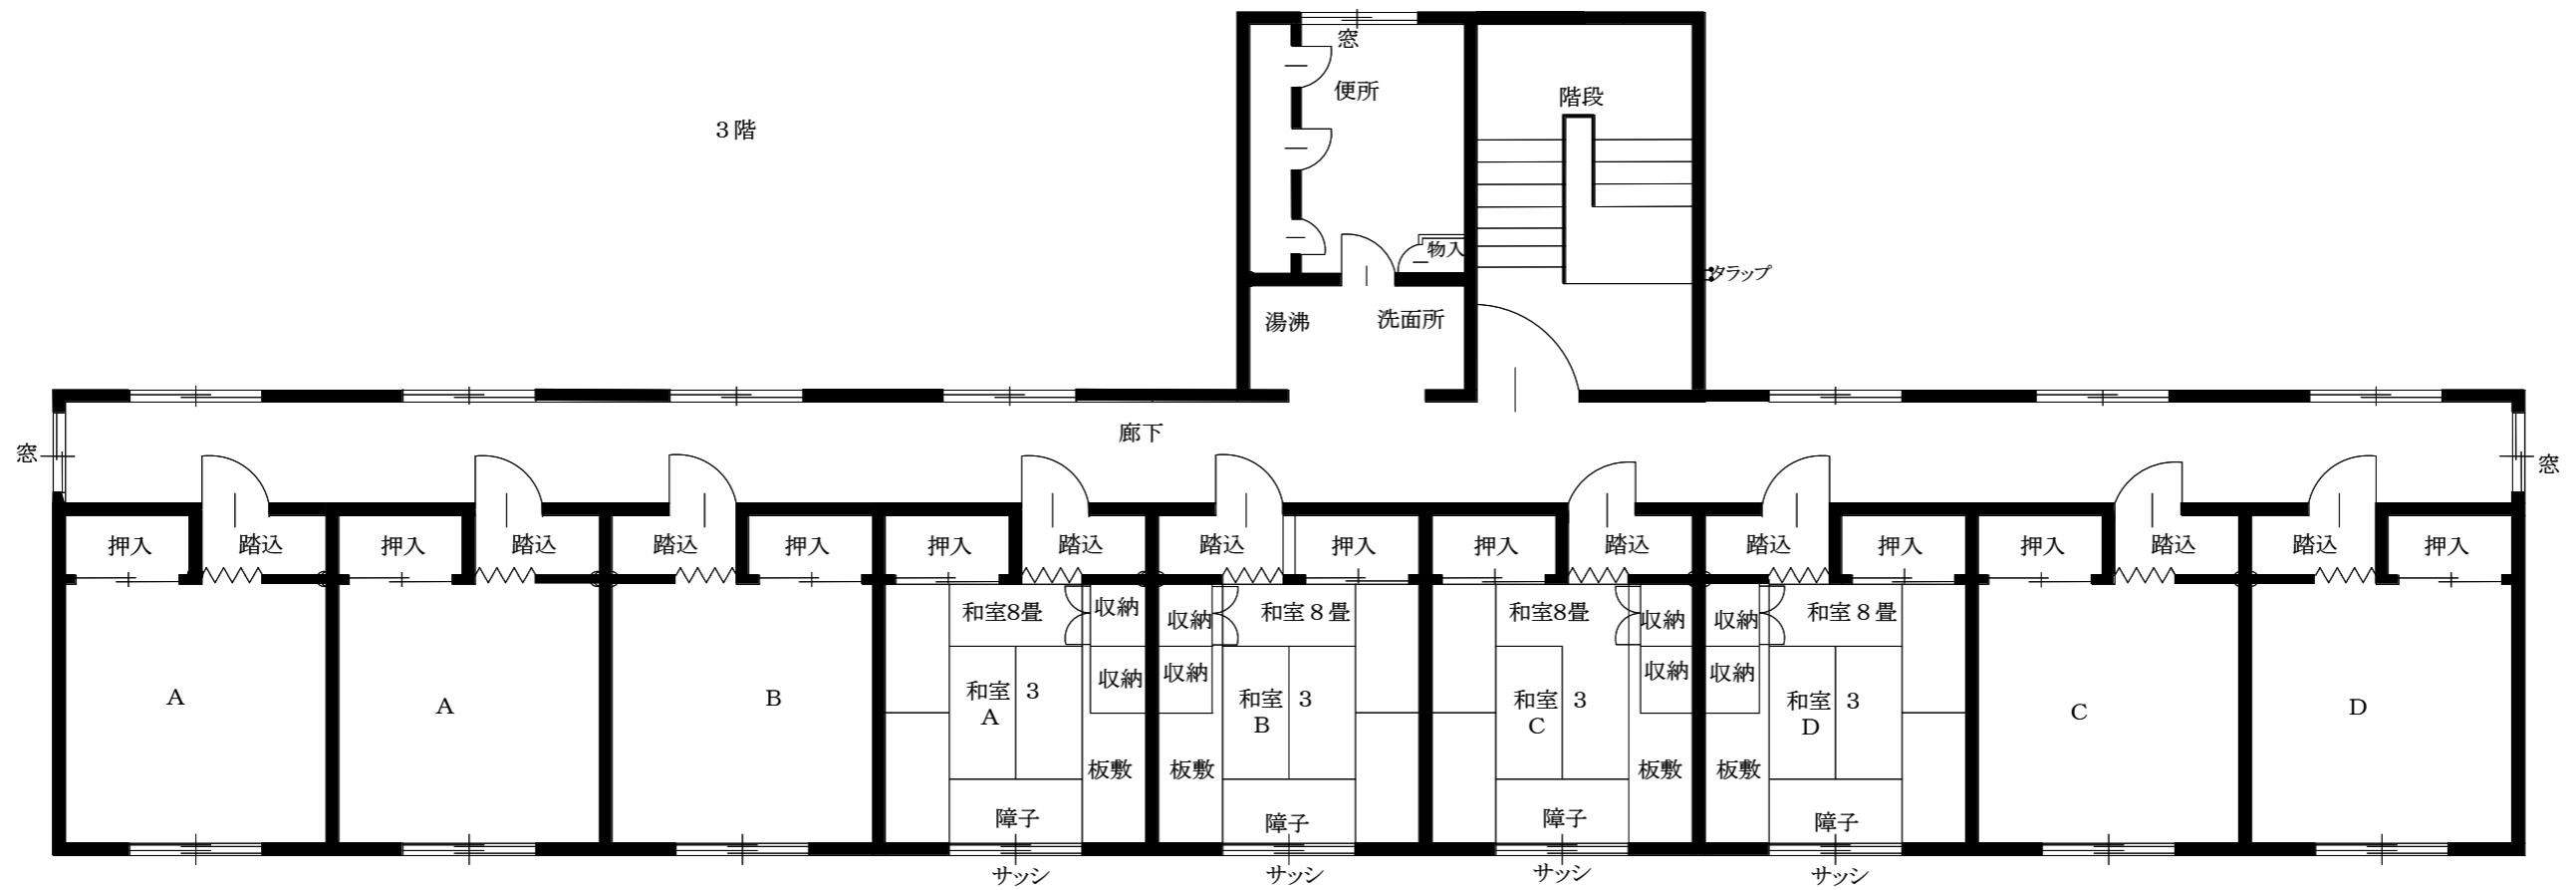 窓
便所
階段
３階
物入
タラップ
湯沸
洗面所
廊下
窓
窓
押入
踏込
押入
踏込
踏込
押入
押入
踏込
踏込
押入
押入
踏込
踏込
押入
押入
踏込
踏込
押入
和室8畳
収納
収納
和室８畳
和室8畳
収納
収納
和室８畳
収納
収納
収納
収納
A
A
B
和室 3
A
和室 3
B
和室 3
C
和室 3
D
C
D
板敷
板敷
板敷
板敷
障子
障子
障子
障子
サッシ
サッシ
サッシ
サッシ